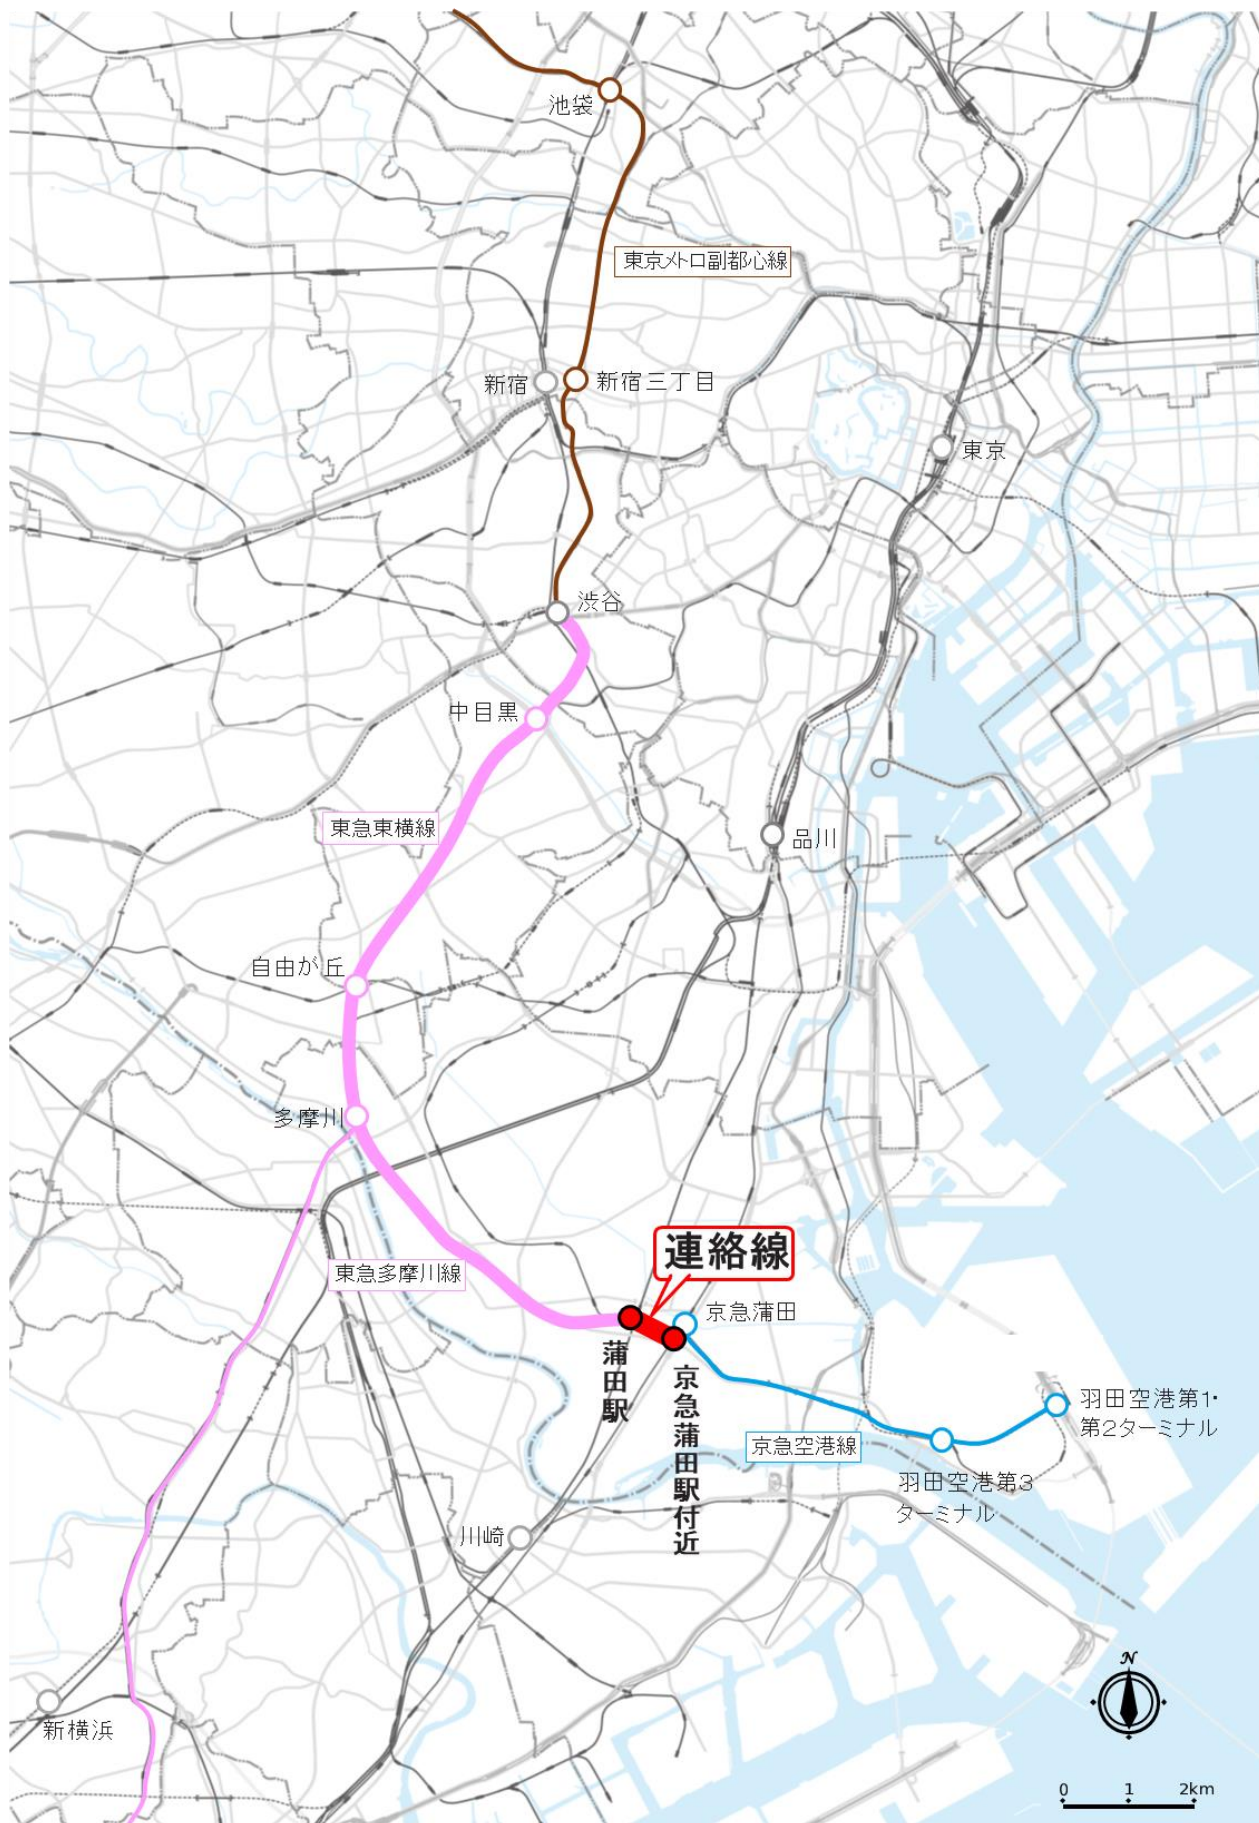 池袋
東京メトロ副都心線
新宿
新宿三丁目
東京
渋谷
中目黒
東急東横線
品川
自由が丘
多摩川
連絡線
東急多摩川線
京急蒲田
蒲田駅
京急蒲田駅付近
羽田空港第1・
第2ターミナル
京急空港線
羽田空港第3
ターミナル
川崎
N
新横浜
0 1 2km